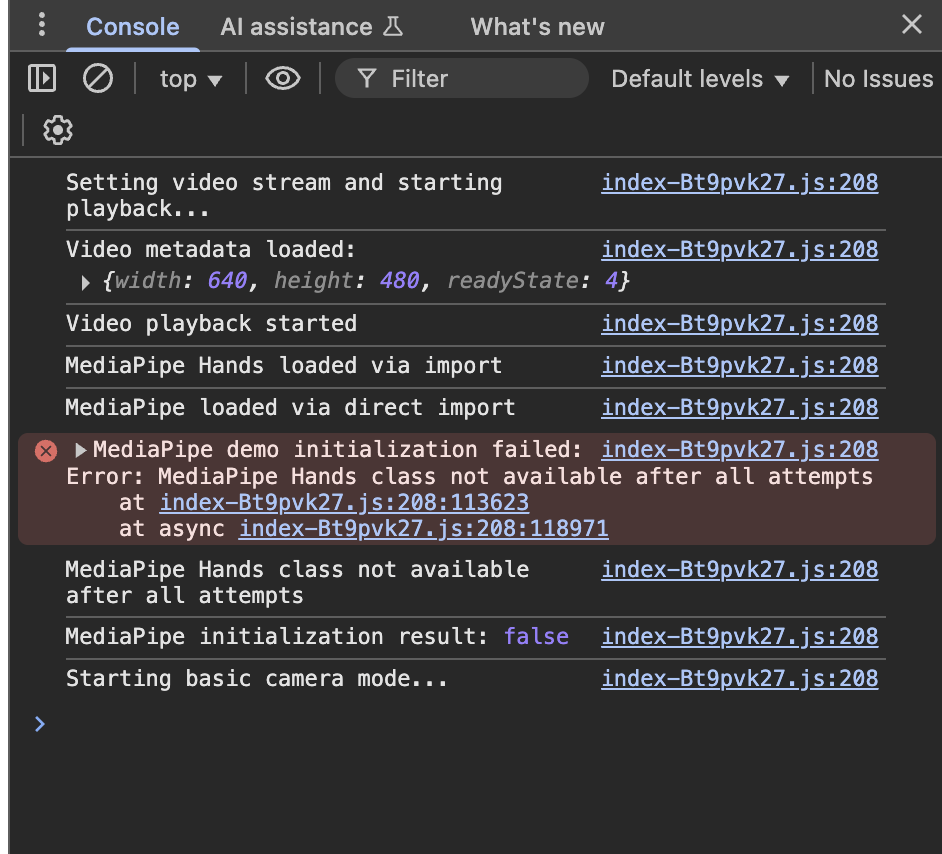 Console AI assistance What's new
top Filter Default levels No Issues
Setting video stream and starting index-Bt9pvk27.js:208
playback...
Video metadata loaded: index-Bt9pvk27.js:208
{width: 640, height: 480, readyState: 4}
Video playback started index-Bt9pvk27.js:208
MediaPipe Hands loaded via import index-Bt9pvk27.js:208
MediaPipe loaded via direct import index-Bt9pvk27.js:208
MediaPipe demo initialization failed: index-Bt9pvk27.js:208
Error: MediaPipe Hands class not available after all attempts
at index-Bt9pvk27.js:208:113623
at async index-Bt9pvk27.js:208:118971
MediaPipe Hands class not available index-Bt9pvk27.js:208
after all attempts
MediaPipe initialization result: false index-Bt9pvk27.js:208
Starting basic camera mode... index-Bt9pvk27.js:208